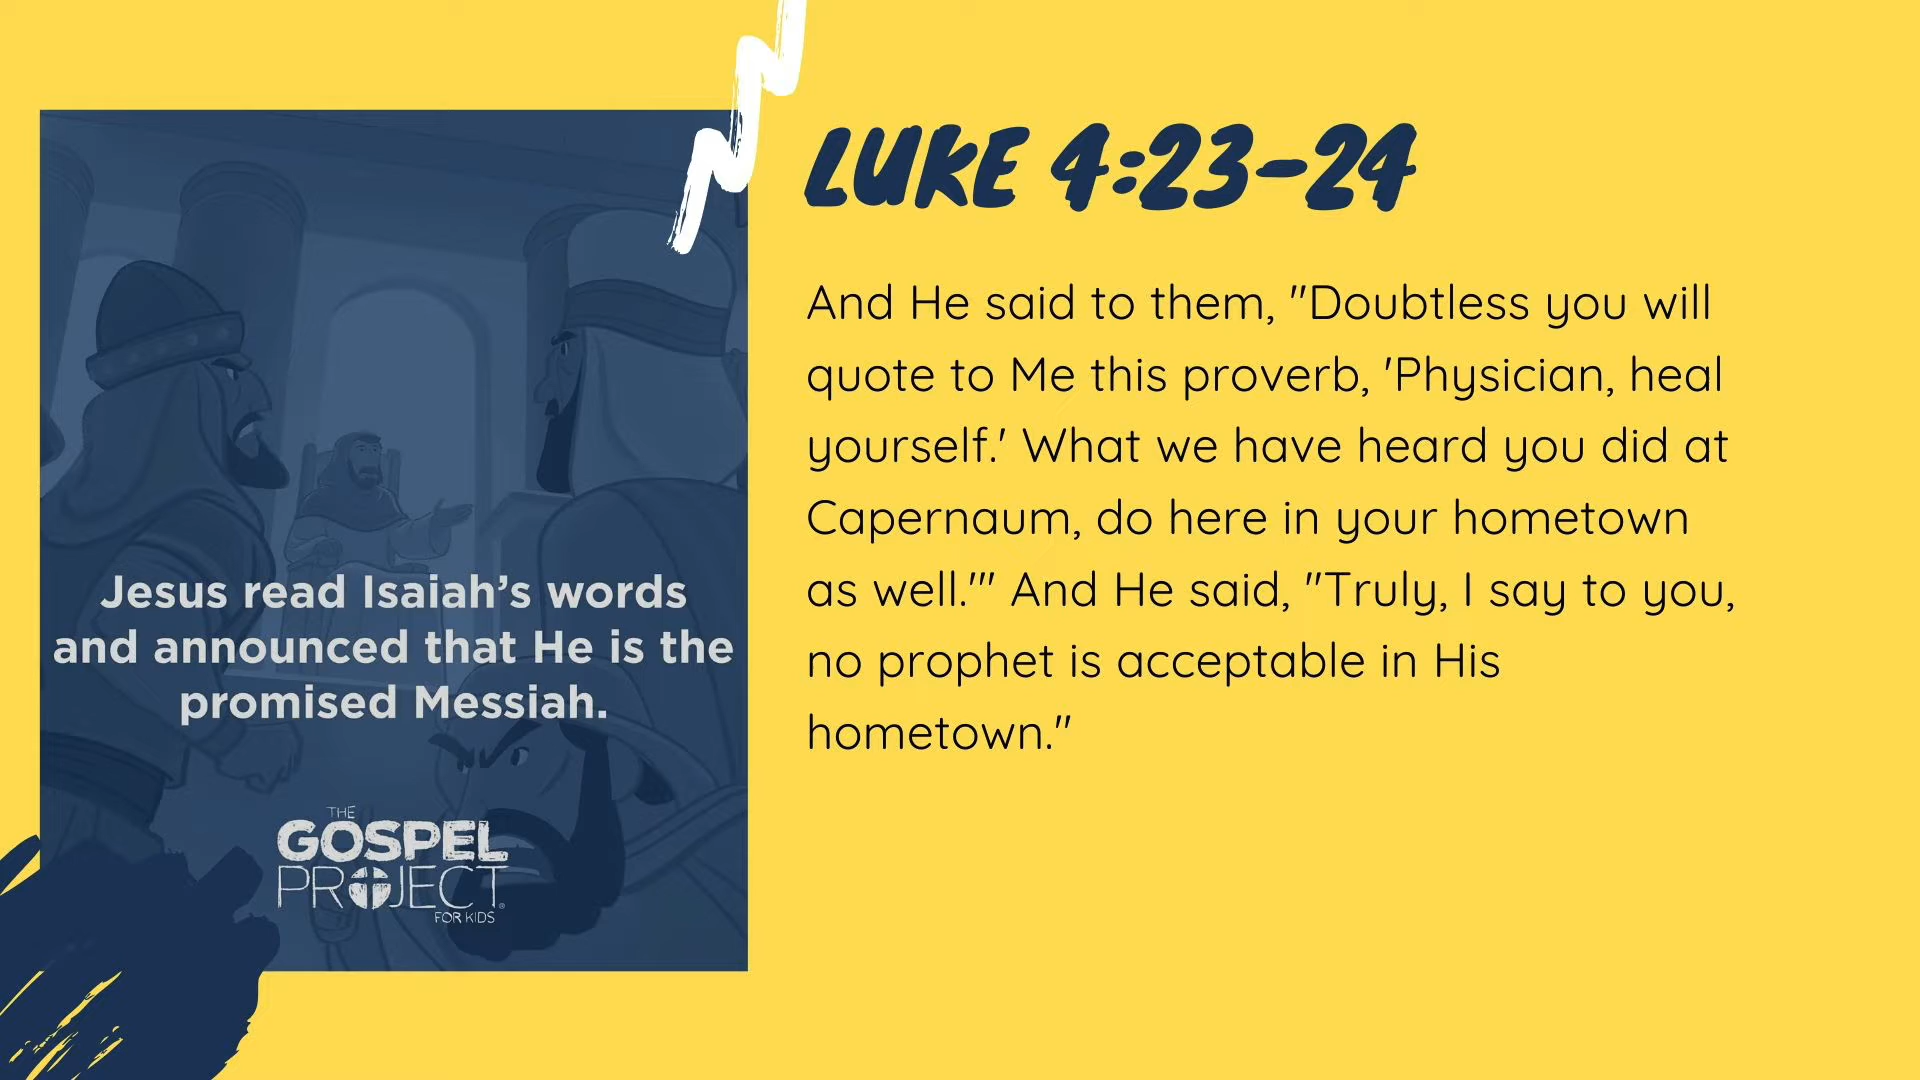 Jesus read Isaiah’s words
and announced that He is the
promised Messiah.
THE
GOSPEL
PROJECT®
FOR KIDS
LUKE 4:23-24
And He said to them, "Doubtless you will
quote to Me this proverb, 'Physician, heal
yourself.' What we have heard you did at
Capernaum, do here in your hometown
as well.'" And He said, "Truly, I say to you,
no prophet is acceptable in His
hometown."